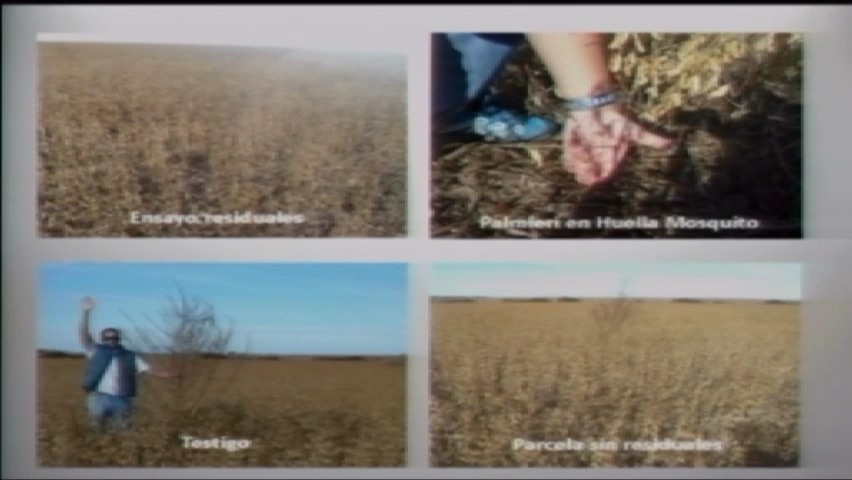 Ensayo residuales
Palmieri en Huella Mosquito
Testigo
Parcela sin residuales